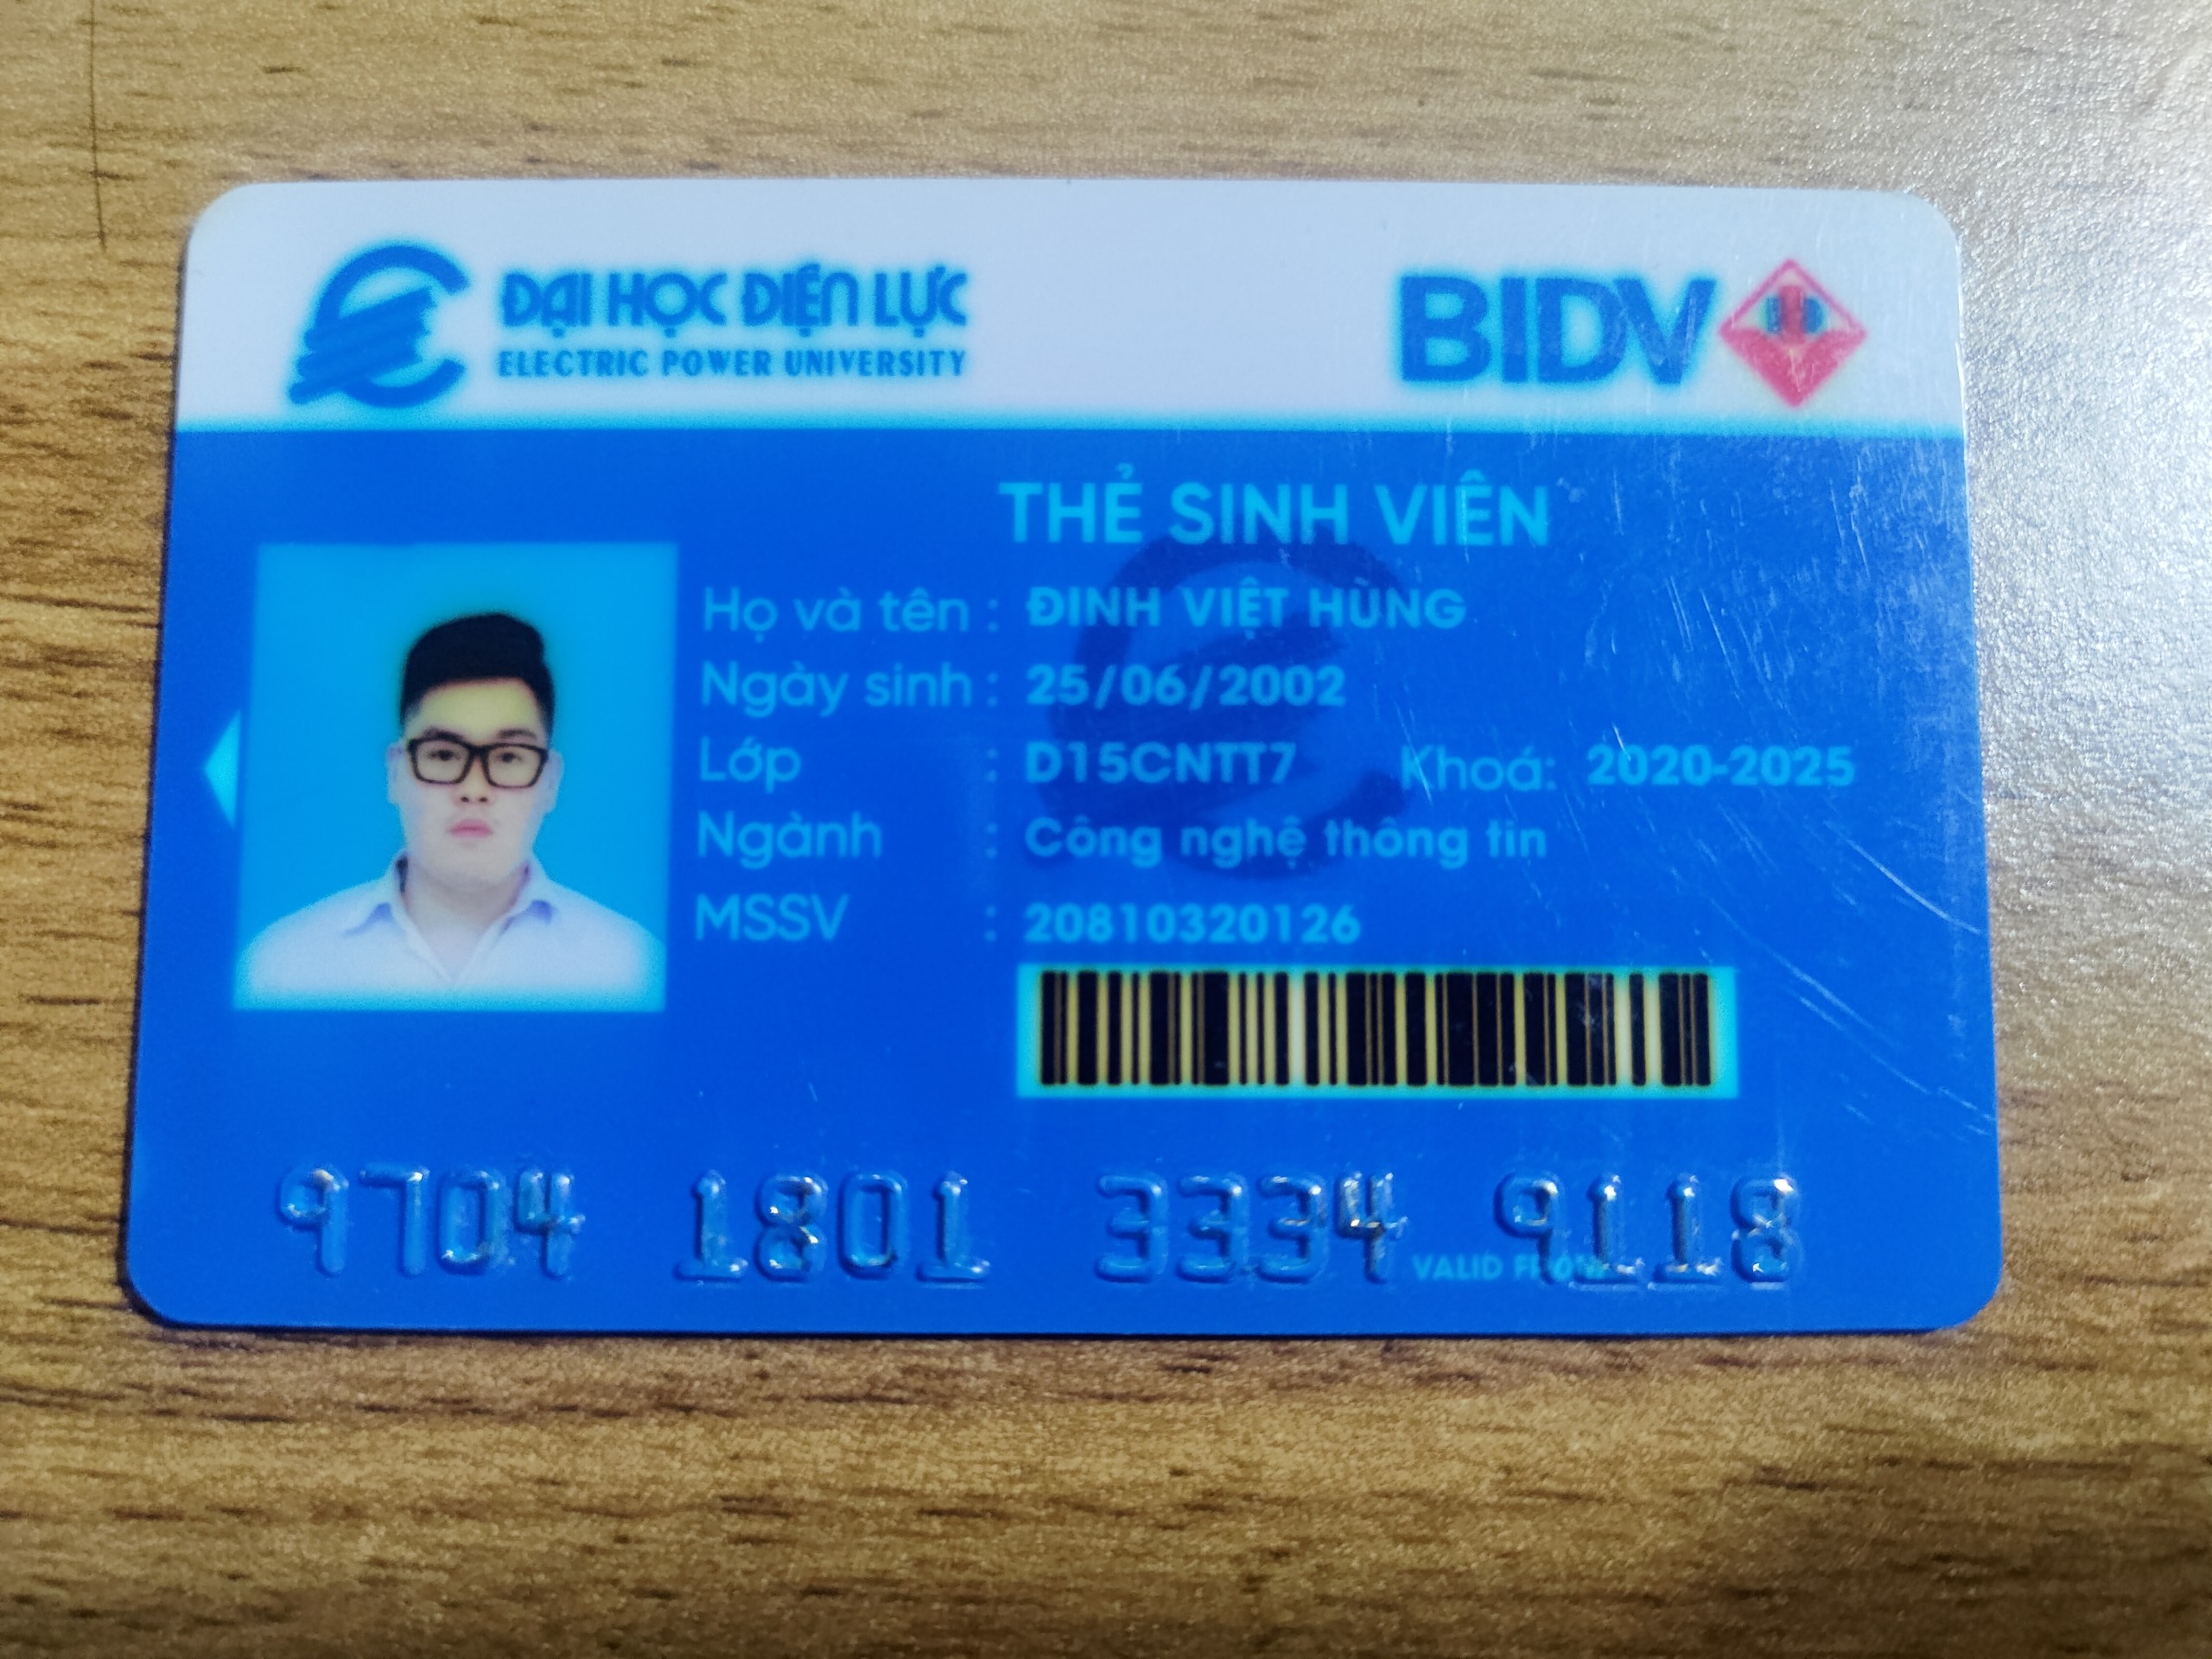 ĐẠI HỌC ĐIỆN LỰC
ELECTRIC POWER UNIVERSITY
BIDV
THẺ SINH VIÊN
Họ và tên : ĐINH VIỆT HÙNG
Ngày sinh : 25/06/2002
Lớp : D15CNTT7 Khoá: 2020-2025
Ngành : Công nghệ thông tin
MSSV : 20810320126
9704 1801 3334 9118
VALID FROM